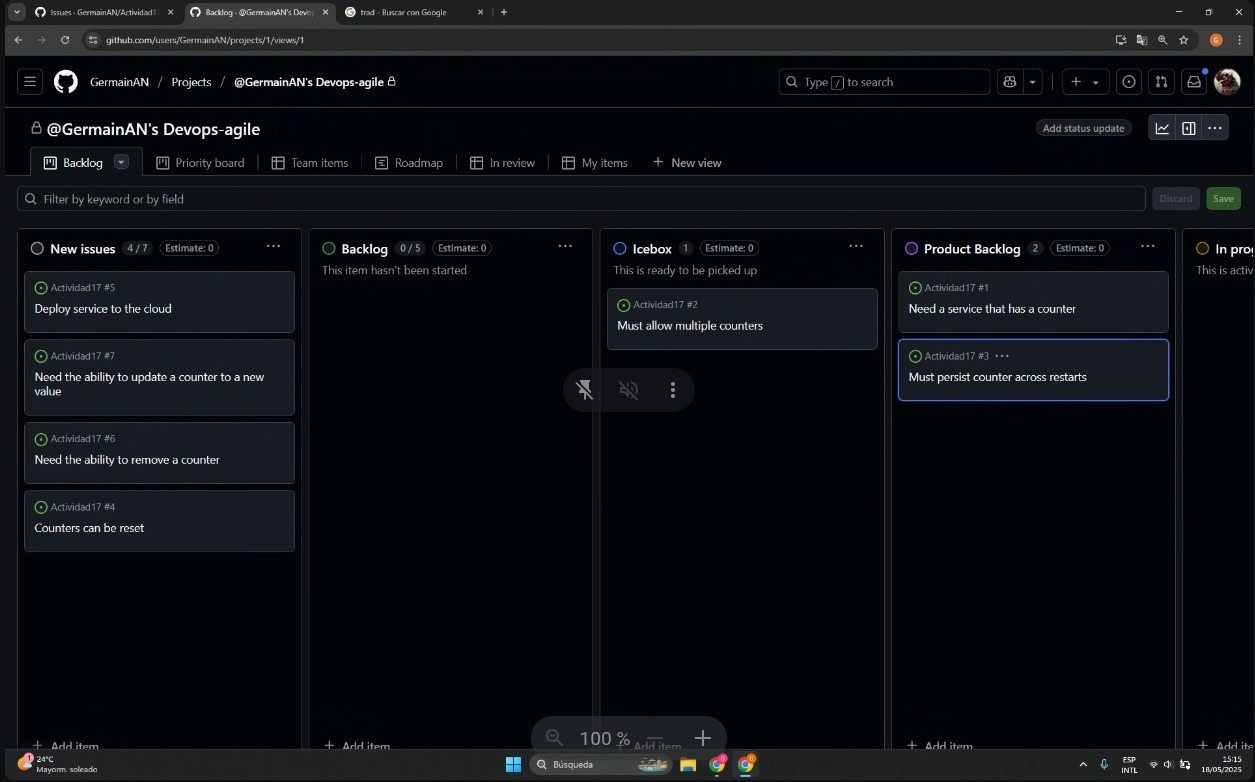 Issues · GermainAN/Actividad1
Backlog · @GermainAN's Devop
trad - Buscar con Google
github.com/users/GermainAN/projects/1/views/1
G
GermainAN / Projects / @GermainAN's Devops-agile
Type / to search
@GermainAN's Devops-agile
Add status update
Backlog
Priority board
Team items
Roadmap
In review
My items
New view
Filter by keyword or by field
Discard
Save
New issues 4 / 7 Estimate: 0
Actividad17 #5
Deploy service to the cloud
Actividad17 #7
Need the ability to update a counter to a new
value
Actividad17 #6
Need the ability to remove a counter
Actividad17 #4
Counters can be reset
+ Add item
Backlog 0 / 5 Estimate: 0
This item hasn't been started
+ Add item
Icebox 1 Estimate: 0
This is ready to be picked up
Actividad17 #2
Must allow multiple counters
+ Add item
Product Backlog 2 Estimate: 0
Actividad17 #1
Need a service that has a counter
Actividad17 #3
Must persist counter across restarts
+ Add item
In prog
This is activ
+ Add item
100 %
1
24°C
Mayorm. soleado
Búsqueda
ESP
INTL
15:15
18/05/2025